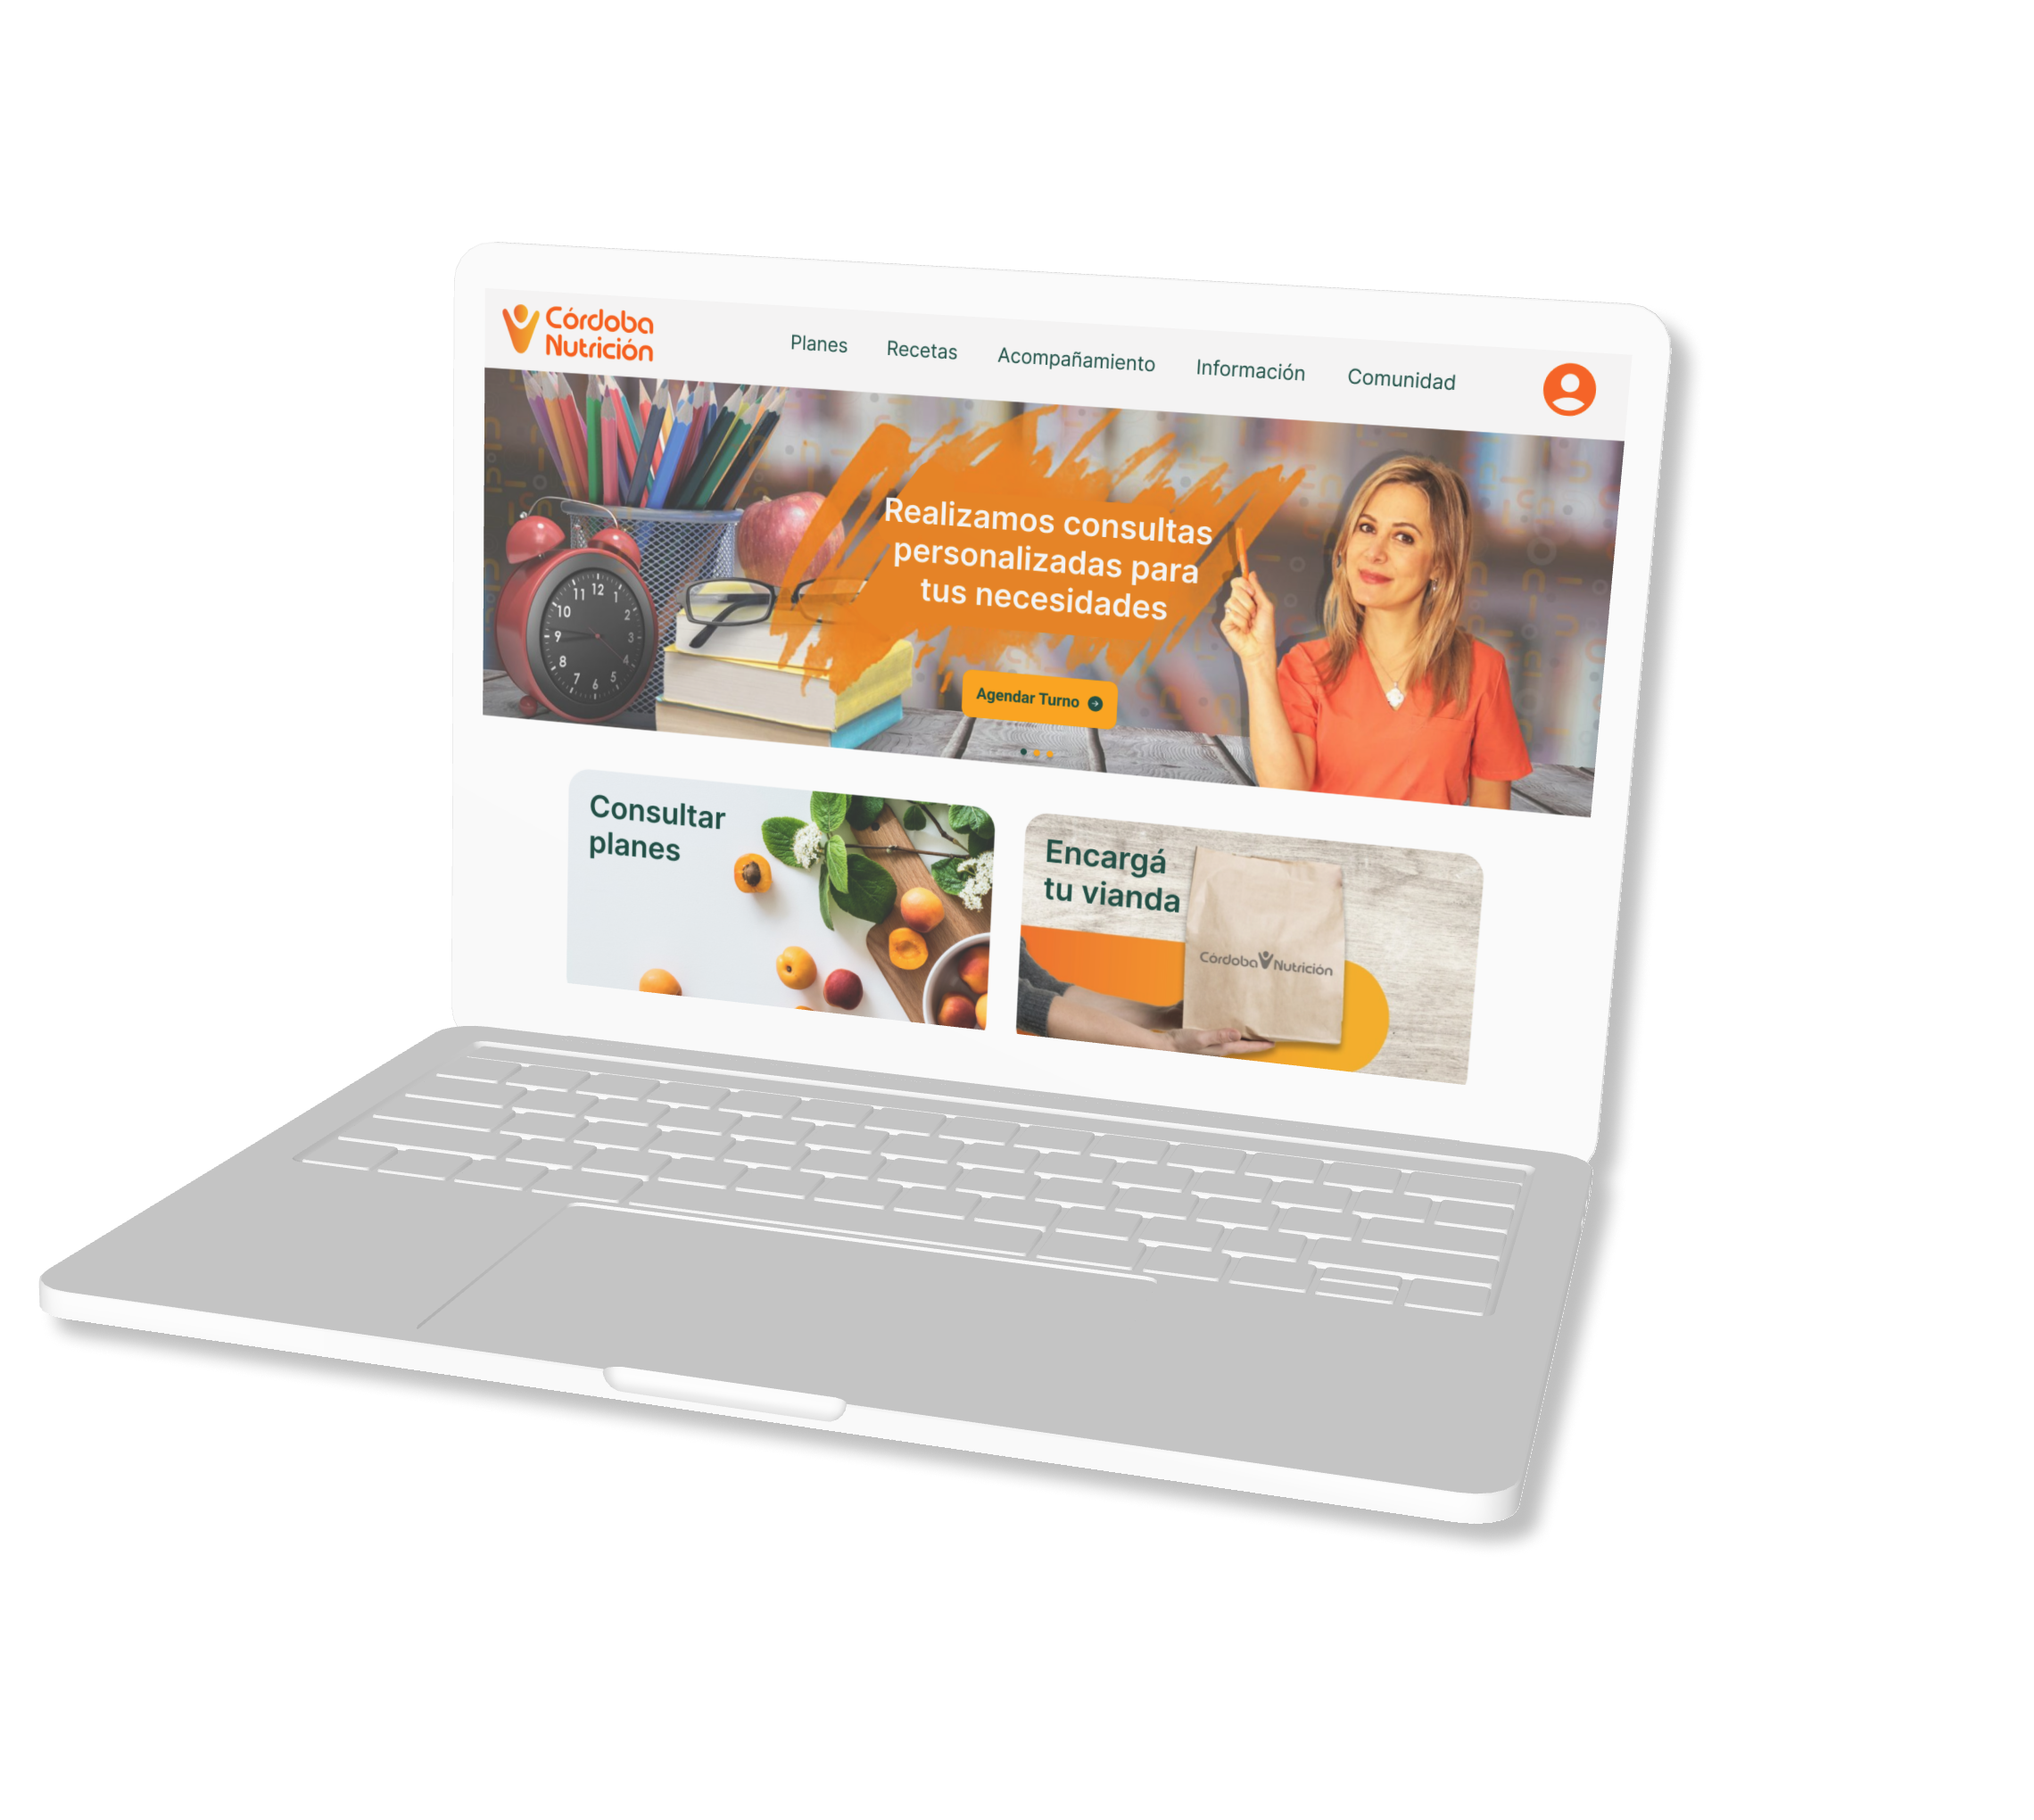 Córdoba
Nutrición
Planes Recetas Acompañamiento Información Comunidad
Realizamos consultas
personalizadas para
tus necesidades
12
1
2
3
4
5
6
7
8
9
10
11
Agendar Turno
Consultar
planes
Encargá
tu vianda
Córdoba Nutrición